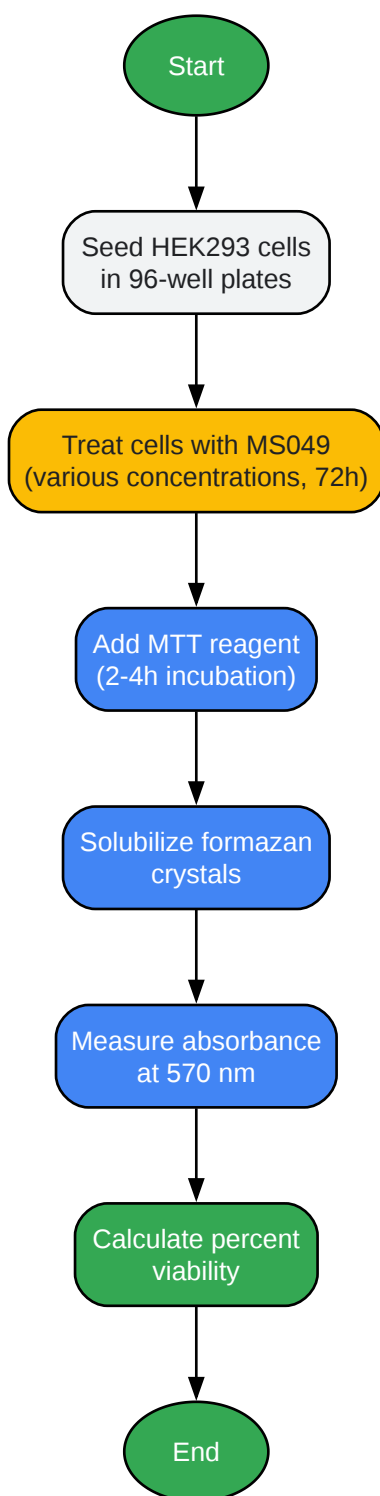 Start
Seed HEK293 cells
in 96-well plates
Treat cells with MS049
(various concentrations, 72h)
Add MTT reagent
(2-4h incubation)
Solubilize formazan
crystals
Measure absorbance
at 570 nm
Calculate percent
viability
End